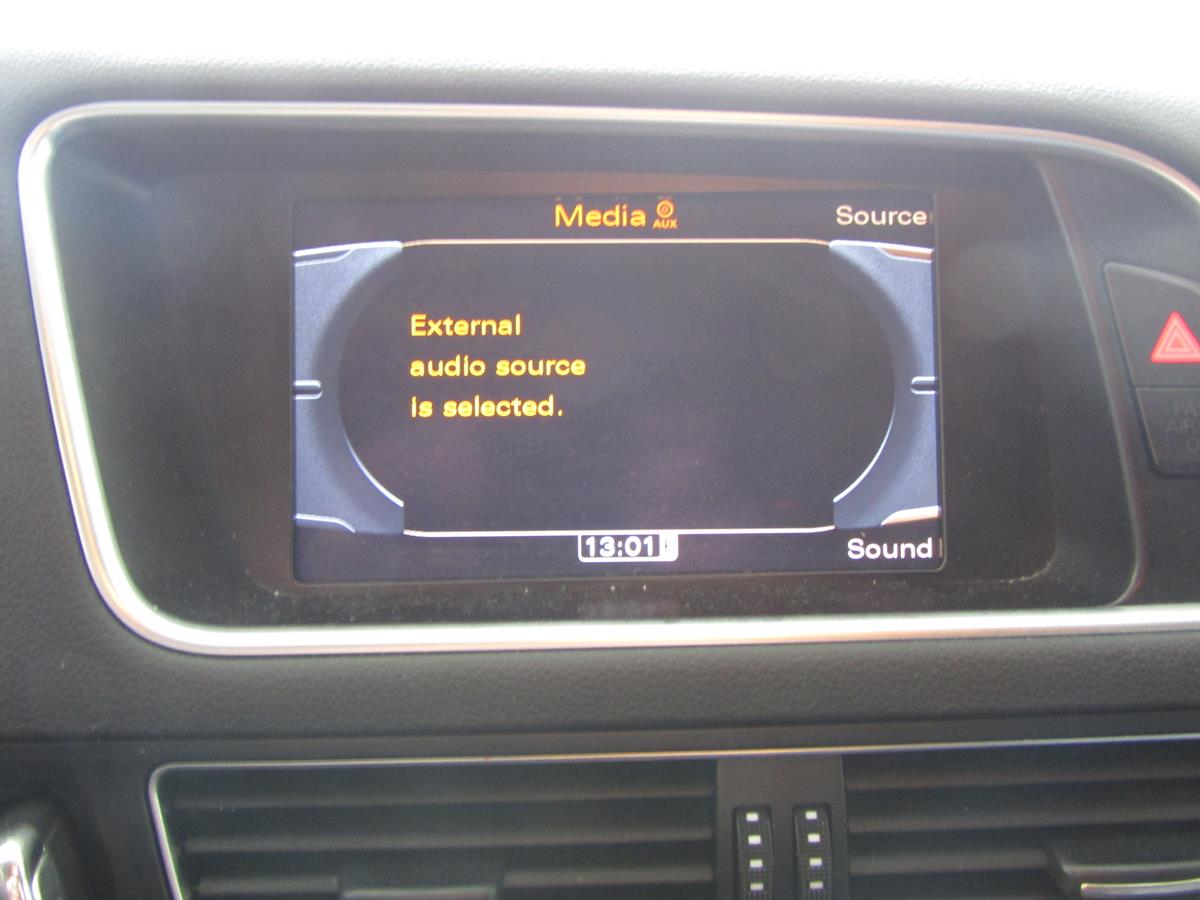 Media AUX
Source
External
audio source
is selected.
13:01
Sound